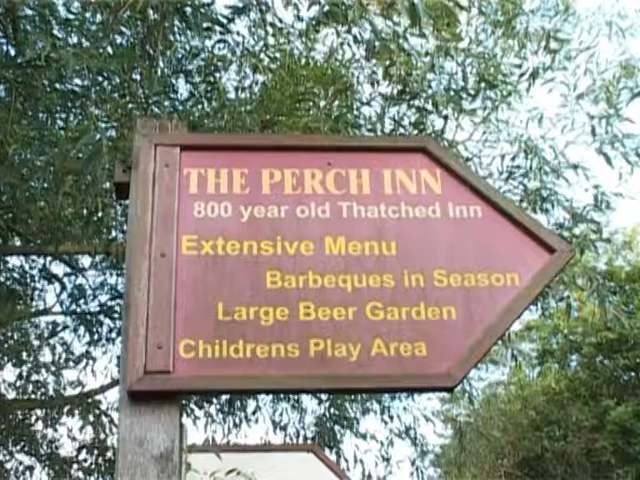 THE PERCH INN
800 year old Thatched Inn
Extensive Menu
Barbeques in Season
Large Beer Garden
Childrens Play Area